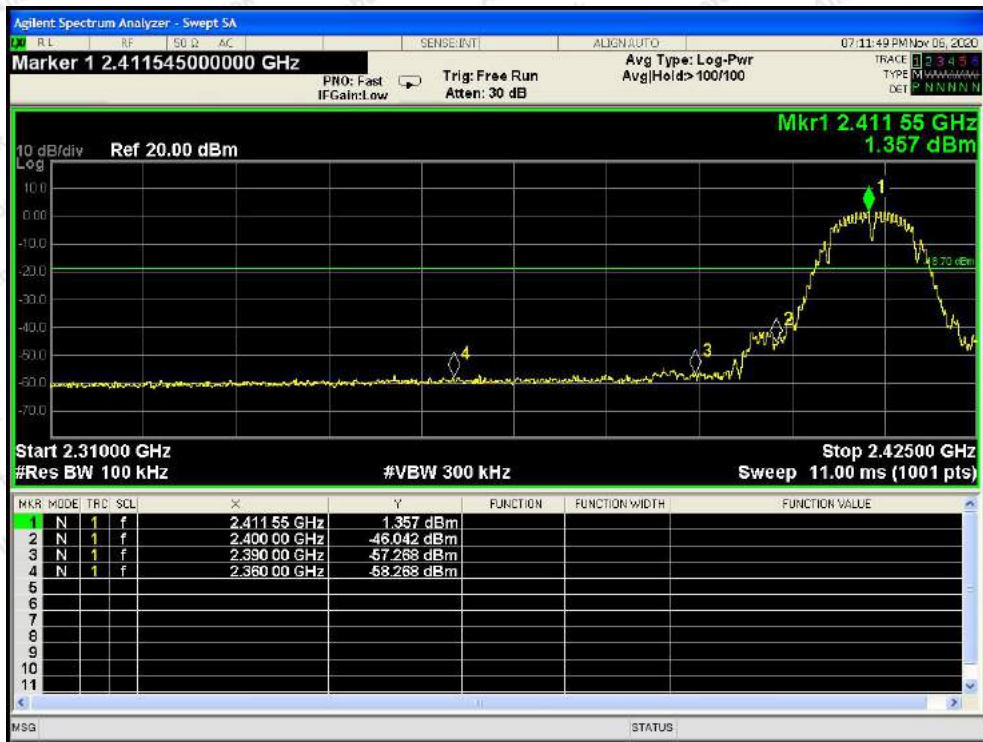 Agilent Spectrum Analyzer - Swept SA
RL RF 50 Ω AC SENSE:INT ALIGNAUTO 07:11:49 PM Nov 06, 2020
Marker 1 2.411545000000 GHz Avg Type: Log-Pwr TRACE 1 2 3 4 5 6
PNO: Fast Trig: Free Run Avg|Hold:> 100/100 TYPE M WWWWW
IFGain:Low Atten: 30 dB DET P N N N N N
Mkr1 2.411 55 GHz
10 dB/div Ref 20.00 dBm 1.357 dBm
Log
10.0
1
0.00
-10.0
-20.0
-30.0
-40.0
2
-50.0
4 3
-60.0
-70.0
Start 2.31000 GHz Stop 2.42500 GHz
#Res BW 100 kHz #VBW 300 kHz Sweep 11.00 ms (1001 pts)
MKR MODE TRC SCL X Y FUNCTION FUNCTION WIDTH FUNCTION VALUE
1 N 1 f 2.411 55 GHz 1.357 dBm
2 N 1 f 2.400 00 GHz -46.042 dBm
3 N 1 f 2.390 00 GHz -57.268 dBm
4 N 1 f 2.360 00 GHz -58.268 dBm
5
6
7
8
9
10
11
MSG STATUS